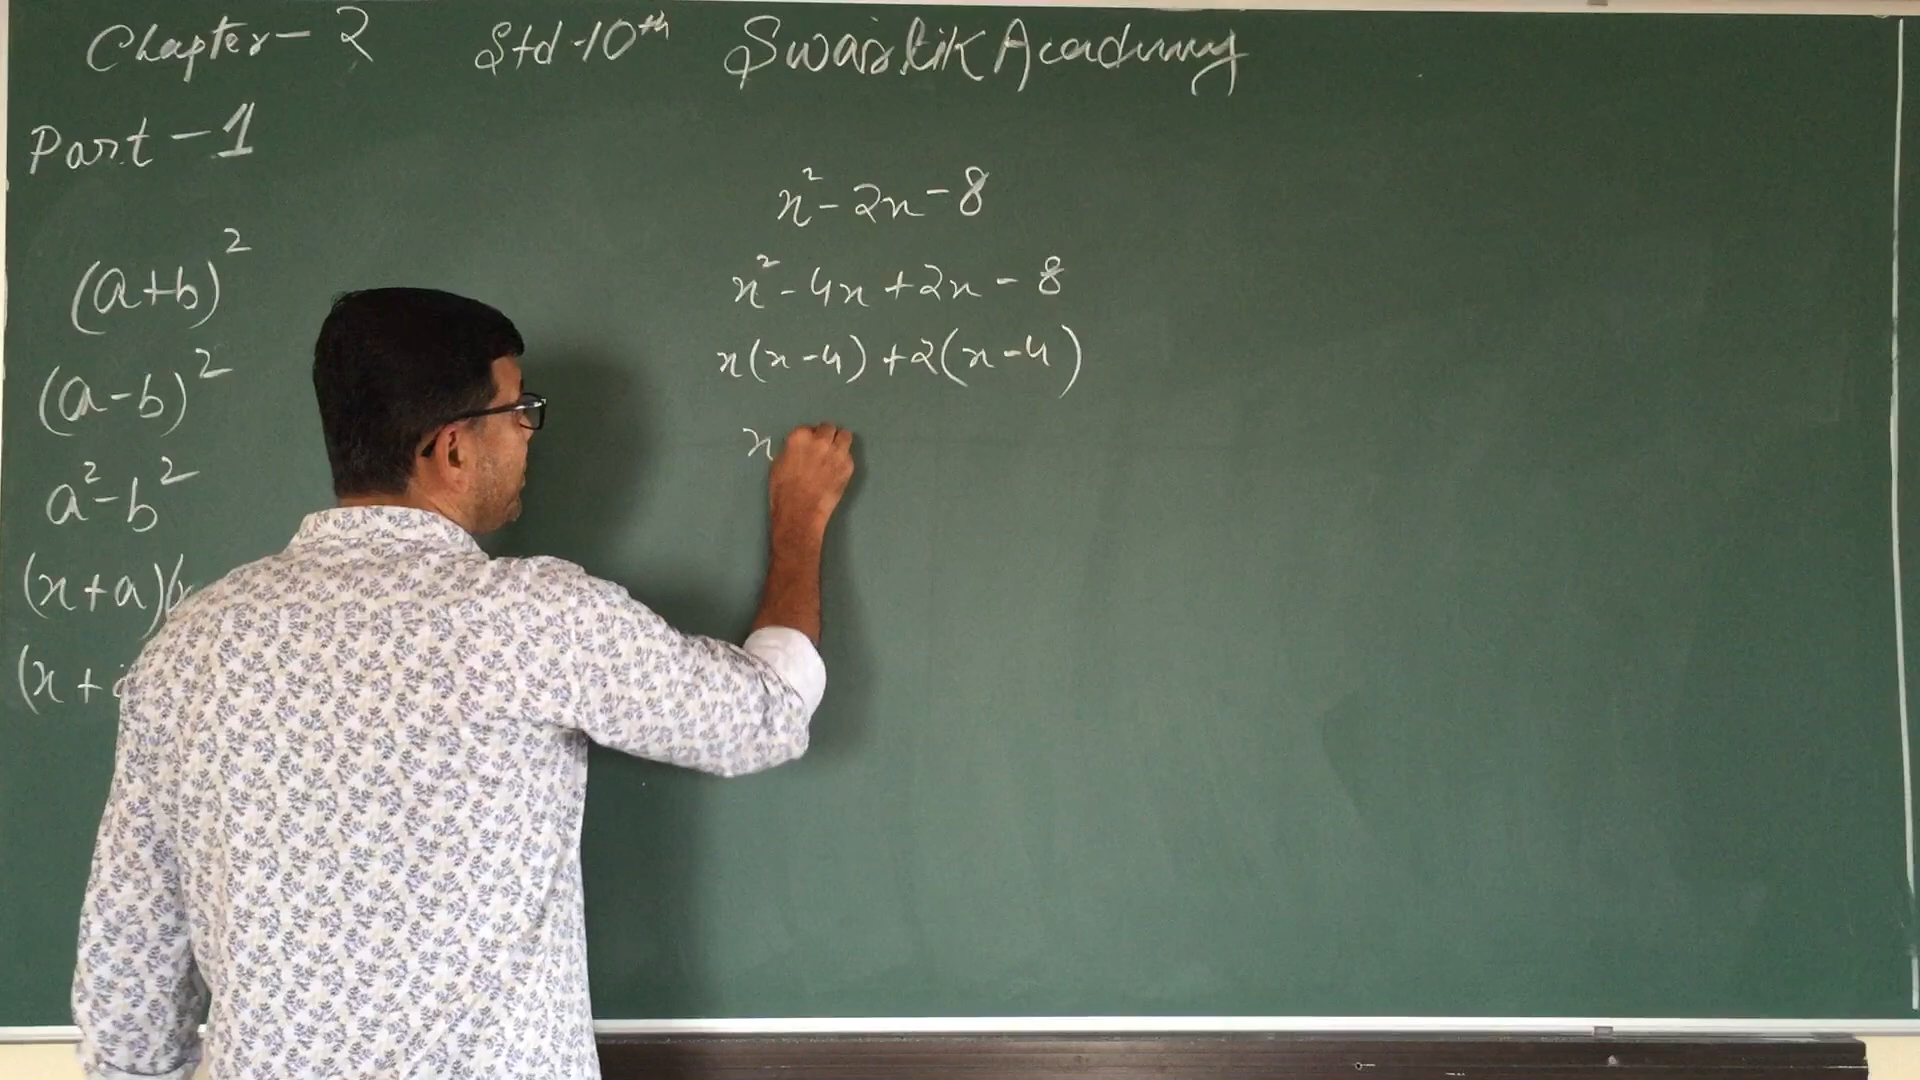 Chapter-2 Std-10th Swastik Academy
Part-1
(a+b)²
(a-b)²
a²-b²
(x+a)(
(x+
x²-2x-8
x²-4x+2x-8
x(x-4)+2(x-4)
x